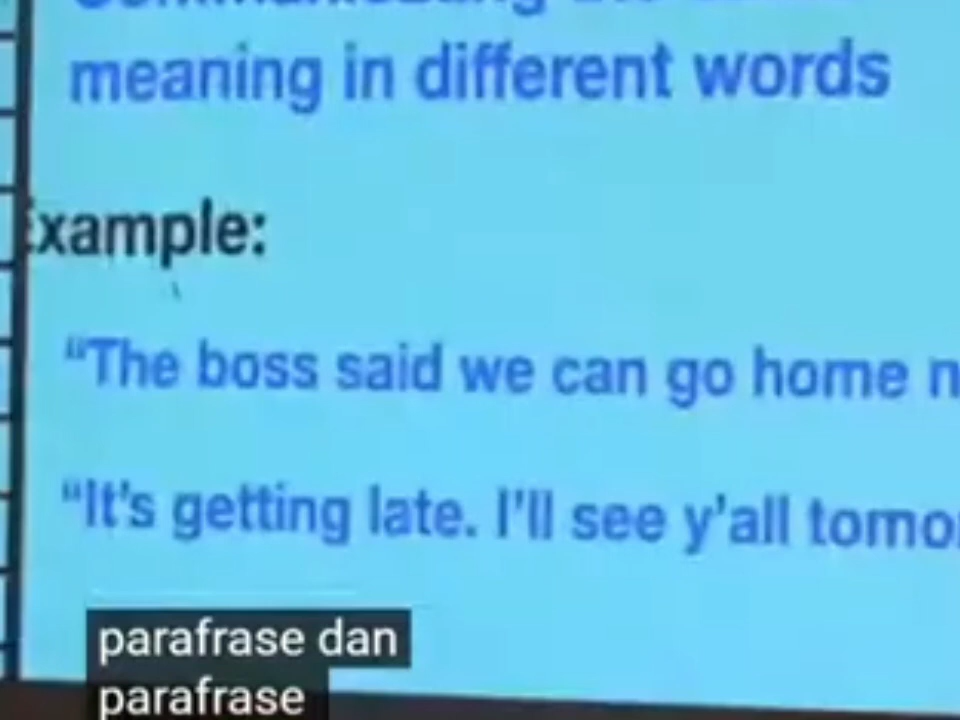 meaning in different words
Example:
"The boss said we can go home
"It's getting late. I'll see y'all
parafrase dan
parafrase